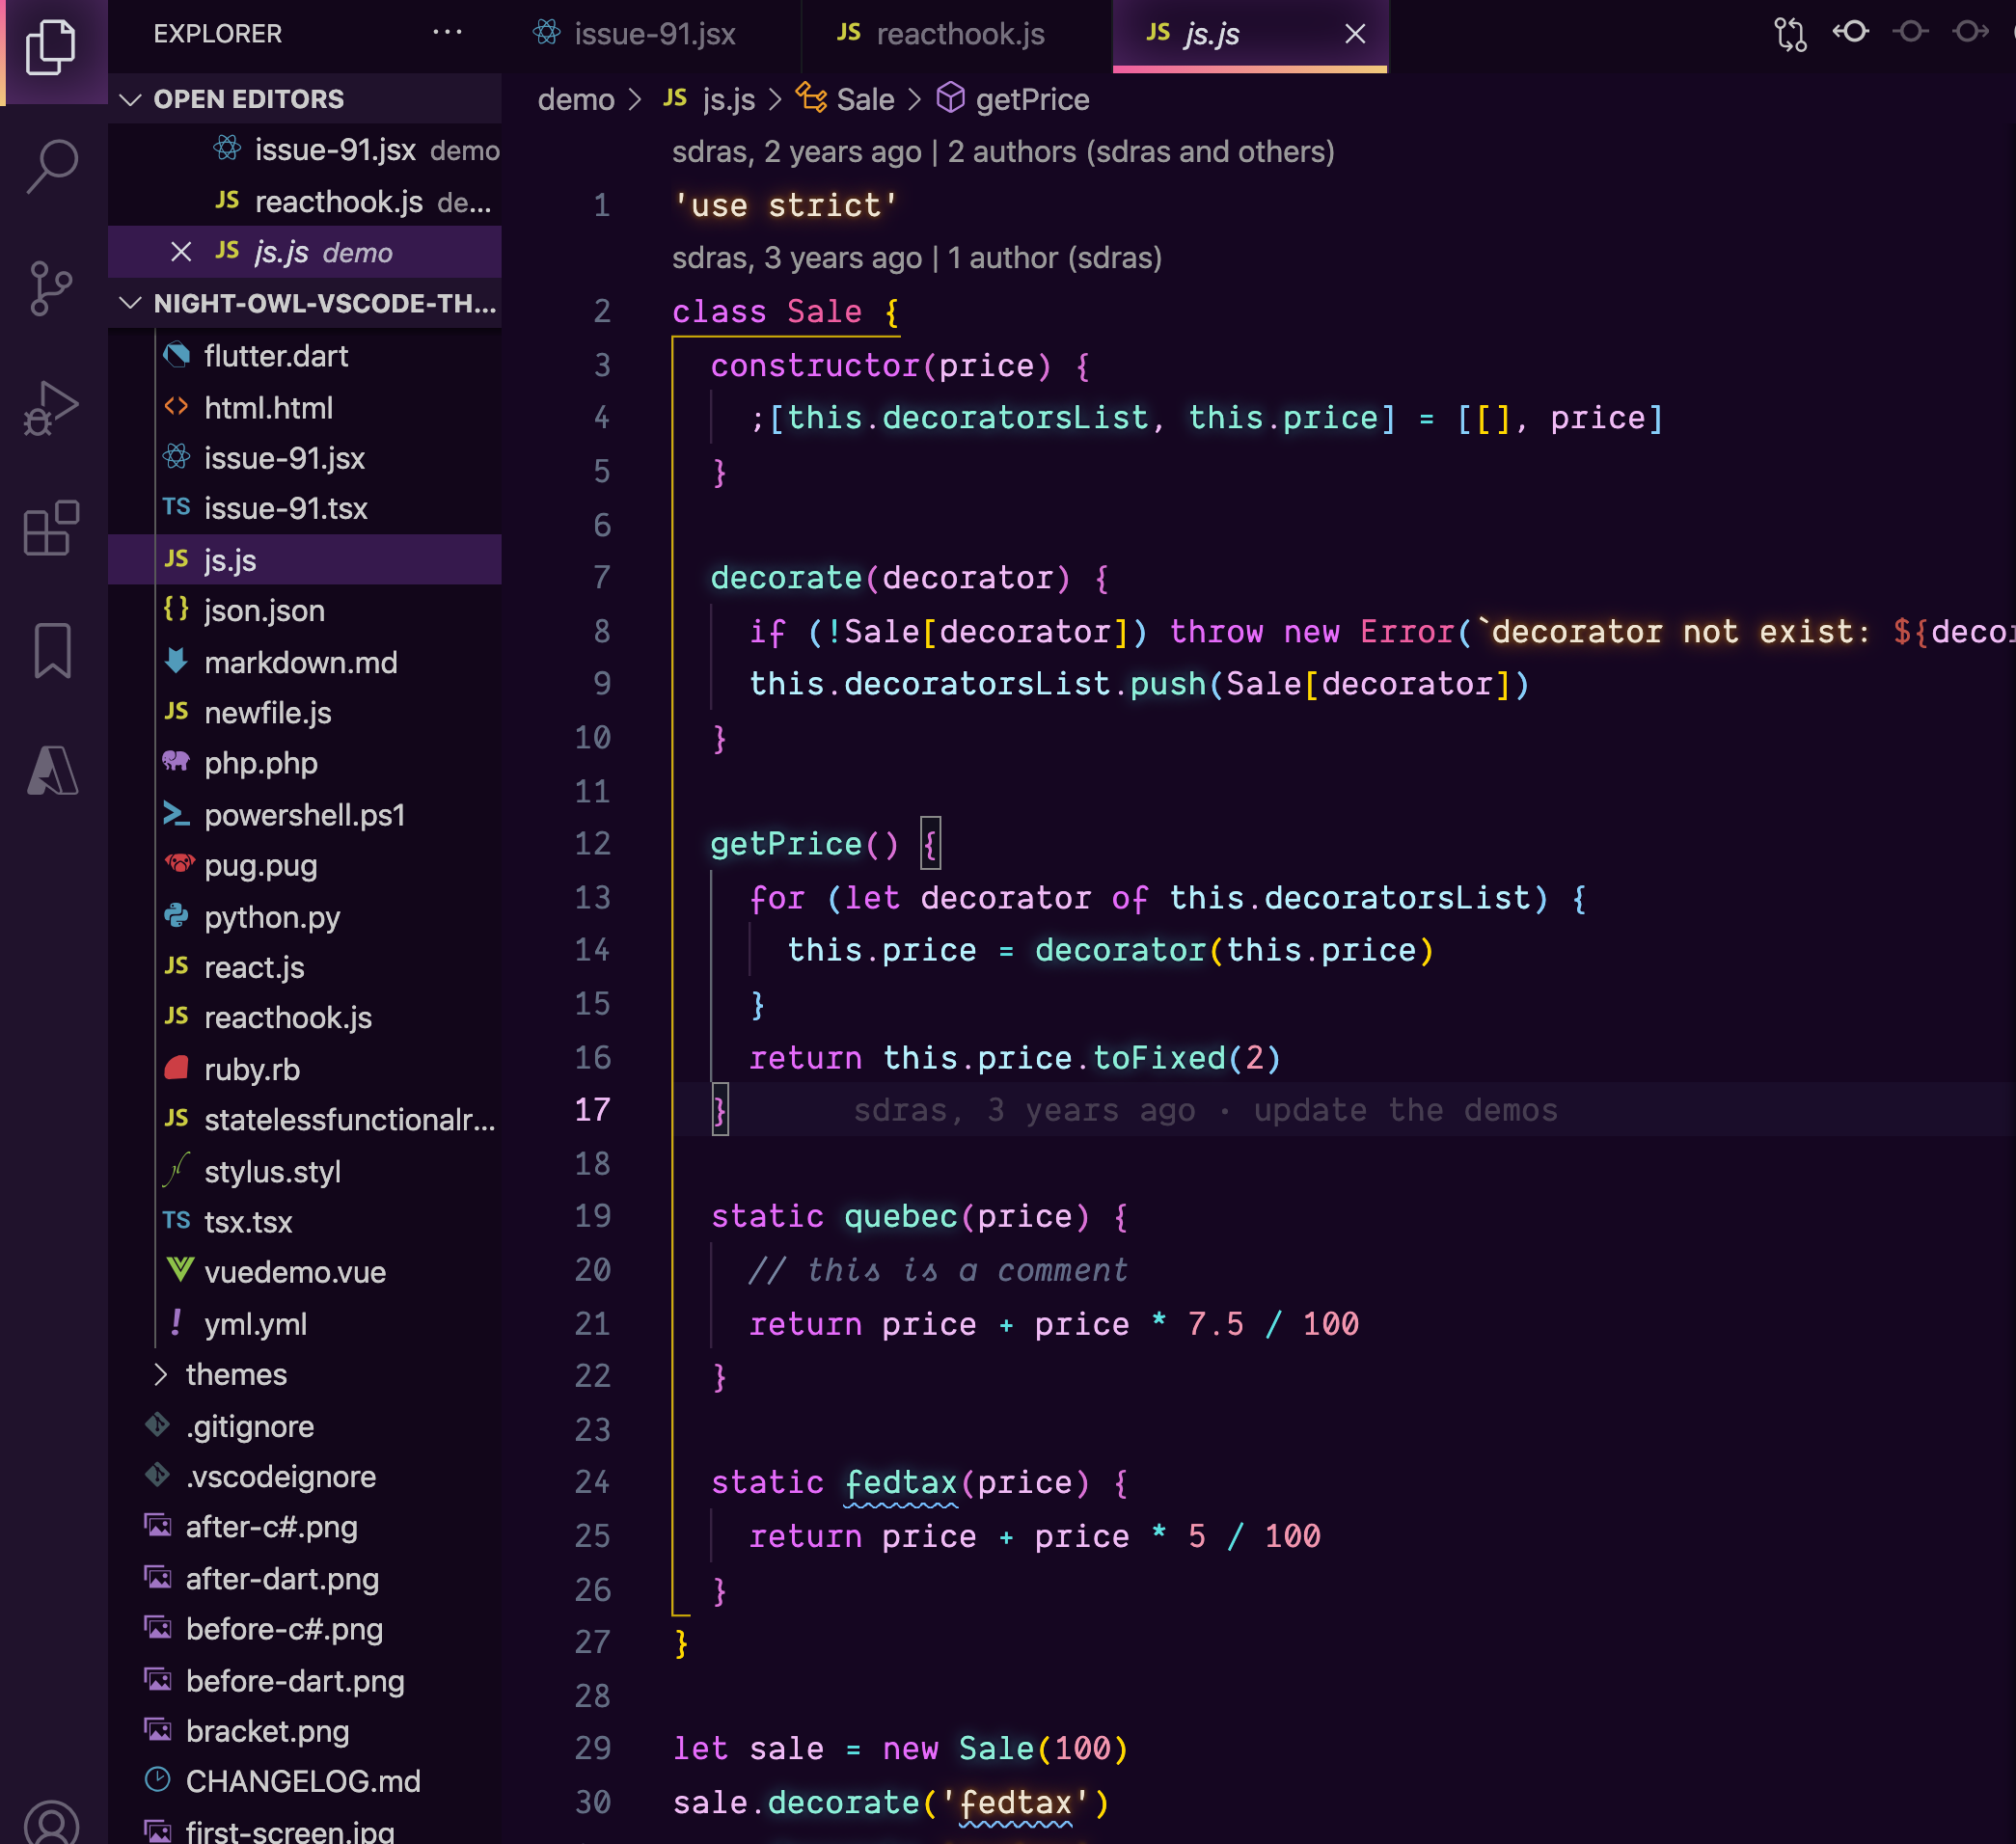 EXPLORER ···
OPEN EDITORS
issue-91.jsx demo
JS reacthook.js de...
JS js.js demo
NIGHT-OWL-VSCODE-TH...
flutter.dart
<> html.html
issue-91.jsx
TS issue-91.tsx
JS js.js
{} json.json
markdown.md
JS newfile.js
php.php
powershell.ps1
pug.pug
python.py
JS react.js
JS reacthook.js
ruby.rb
JS statelessfunctionalr...
stylus.styl
TS tsx.tsx
vuedemo.vue
! yml.yml
themes
.gitignore
.vscodeignore
after-c#.png
after-dart.png
before-c#.png
before-dart.png
bracket.png
CHANGELOG.md
first-screen.jpg
issue-91.jsx
JS reacthook.js
JS js.js
demo > JS js.js > Sale > getPrice
sdras, 2 years ago | 2 authors (sdras and others)
1 'use strict'
sdras, 3 years ago | 1 author (sdras)
2 class Sale {
3 constructor(price) {
4 ;[this.decoratorsList, this.price] = [[], price]
5 }
6
7 decorate(decorator) {
8 if (!Sale[decorator]) throw new Error(`decorator not exist: ${deco
9 this.decoratorsList.push(Sale[decorator])
10 }
11
12 getPrice() {
13 for (let decorator of this.decoratorsList) {
14 this.price = decorator(this.price)
15 }
16 return this.price.toFixed(2)
17 } sdras, 3 years ago · update the demos
18
19 static quebec(price) {
20 // this is a comment
21 return price + price * 7.5 / 100
22 }
23
24 static fedtax(price) {
25 return price + price * 5 / 100
26 }
27 }
28
29 let sale = new Sale(100)
30 sale.decorate('fedtax')